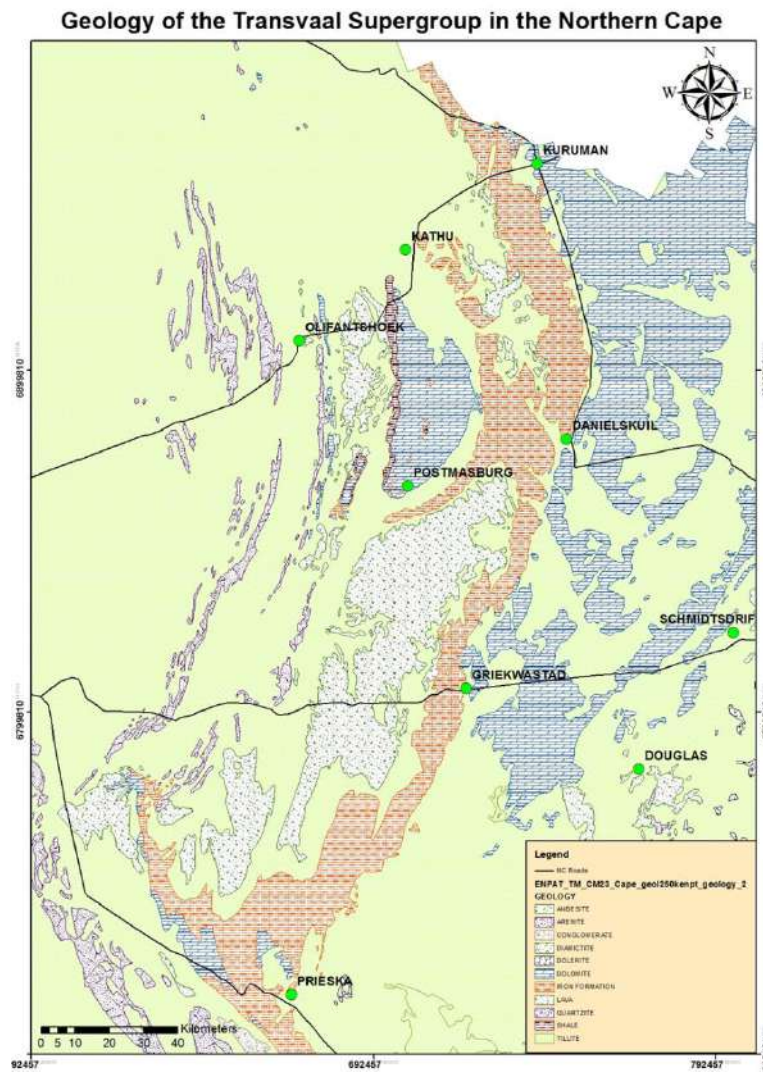 Geology of the Transvaal Supergroup in the Northern Cape
N
W E
S
KURUMAN
KATHU
OLIFANTSHOEK
6899810
DANIELSKUIL
POSTMASBURG
SCHMIDTSDRIF
GRIEKWASTAD
6799810
DOUGLAS
Legend
NC Roads
ENPAT_TM_CM23_Cape_geol250kenpt_geology_2
GEOLOGY
ANDESITE
ARENITE
CONGLOMERATE
DIAMICTITE
DOLERITE
DOLOMITE
IRON FORMATION
LAVA
QUARTZITE
SHALE
TILLITE
PRIESKA
Kilometers
0 5 10 20 30 40
92457 692457 792457